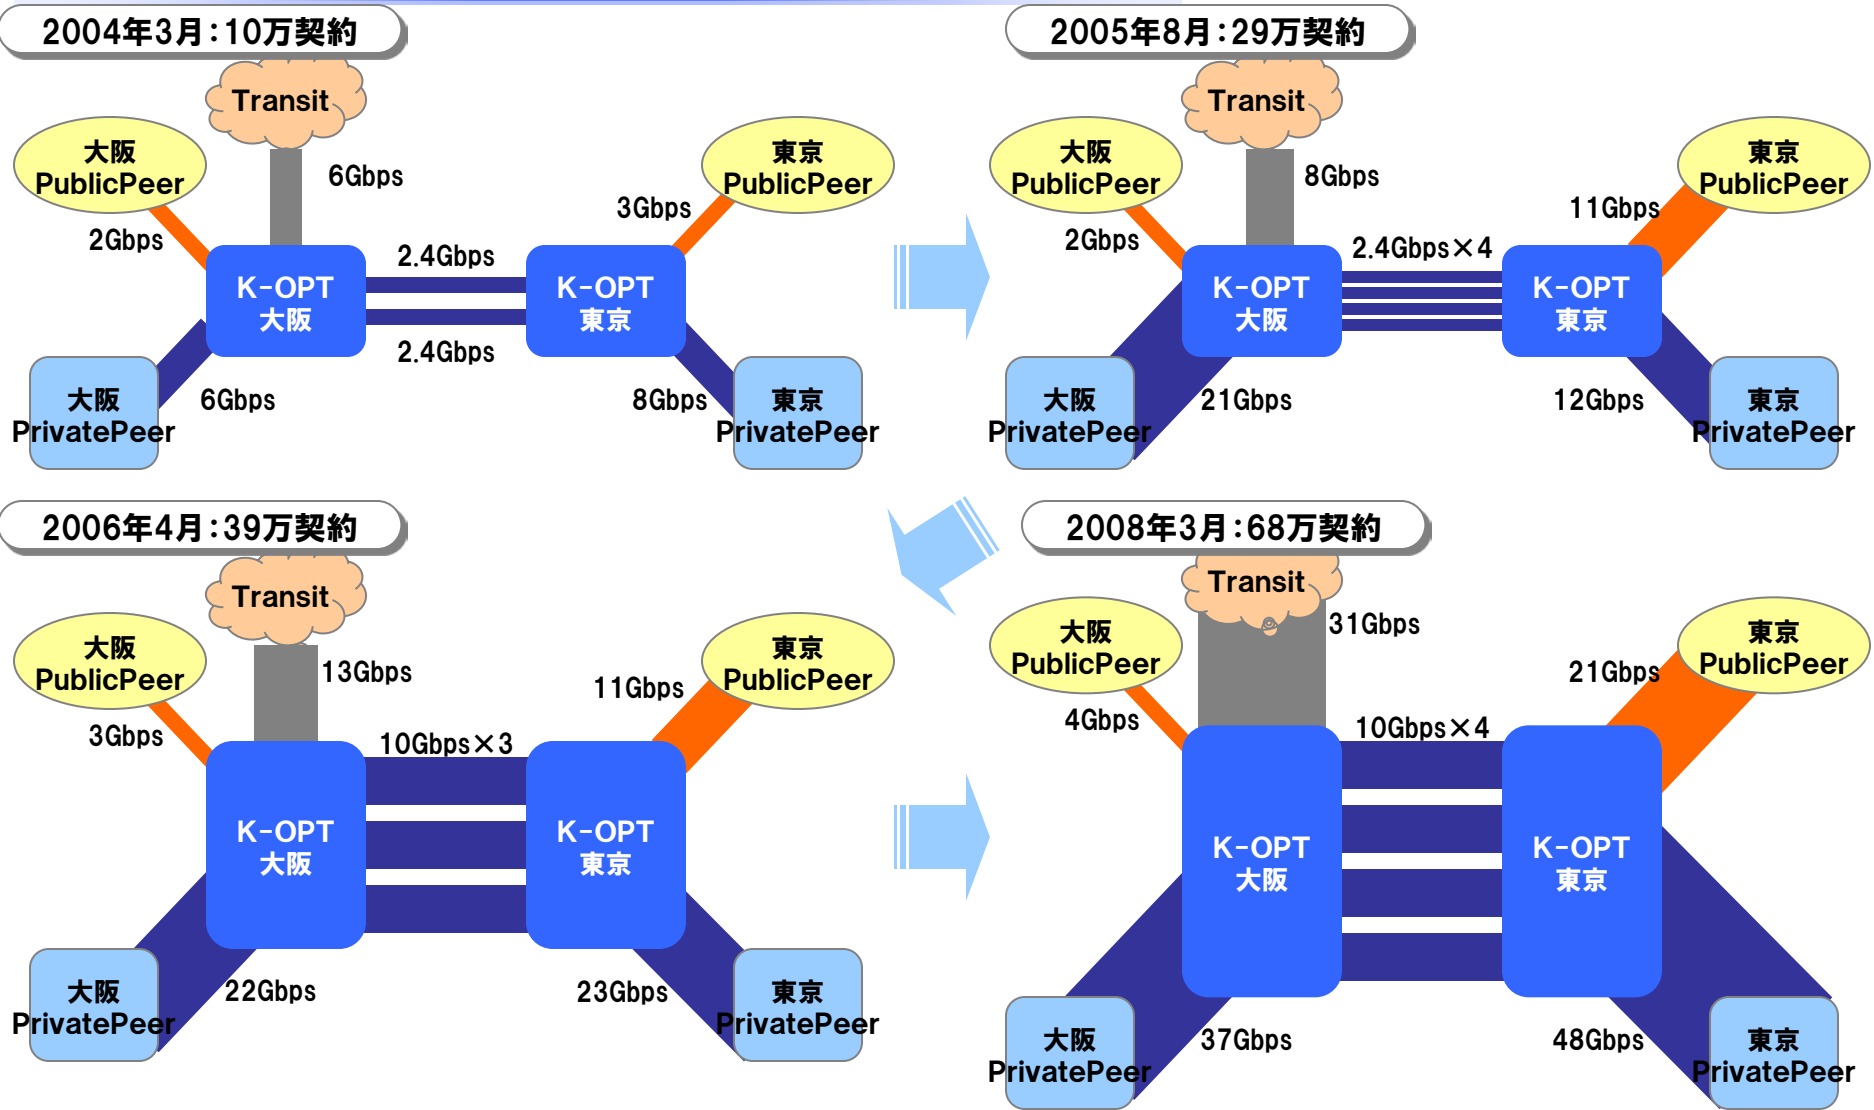 2004年3月:10万契約
Transit
大阪
PublicPeer
6Gbps
東京
PublicPeer
3Gbps
2Gbps
2.4Gbps
K-OPT
大阪
K-OPT
東京
2.4Gbps
大阪
PrivatePeer
6Gbps
8Gbps
東京
PrivatePeer
2005年8月:29万契約
Transit
大阪
PublicPeer
8Gbps
東京
PublicPeer
11Gbps
2Gbps
2.4Gbps×4
K-OPT
大阪
K-OPT
東京
大阪
PrivatePeer
21Gbps
12Gbps
東京
PrivatePeer
2006年4月:39万契約
Transit
大阪
PublicPeer
13Gbps
東京
PublicPeer
11Gbps
3Gbps
10Gbps×3
K-OPT
大阪
K-OPT
東京
大阪
PrivatePeer
22Gbps
23Gbps
東京
PrivatePeer
2008年3月:68万契約
Transit
31Gbps
大阪
PublicPeer
東京
PublicPeer
21Gbps
4Gbps
10Gbps×4
K-OPT
大阪
K-OPT
東京
大阪
PrivatePeer
37Gbps
48Gbps
東京
PrivatePeer